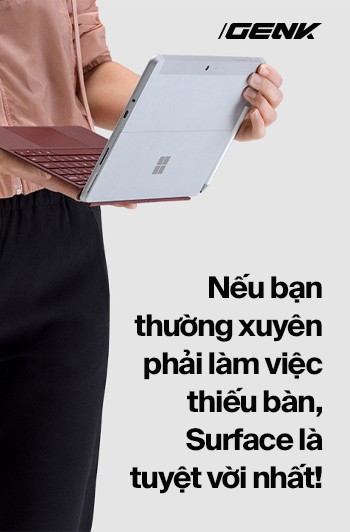 /GENK
Nếu bạn
thường xuyên
phải làm việc
thiếu bàn,
Surface là
tuyệt vời nhất!